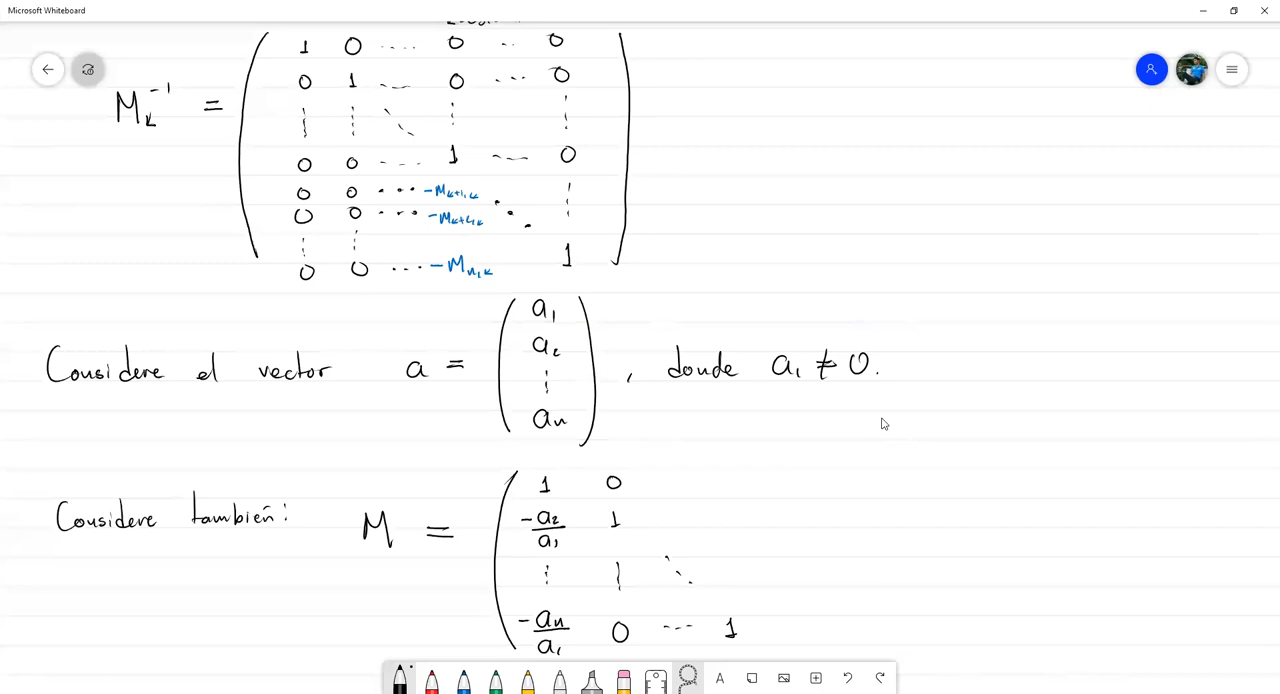 Microsoft Whiteboard
1 0 .... 0 .. 0
M_k^{-1} = 0 1 ... 0 ... 0
0 0 .... 1 ... 0
0 0 ... -M_{k+1,k}
0 0 ... -M_{k+2,k}
0 0 ... -M_{n,k} 1
Considere el vector a = (a_1 a_2 ⋮ a_n), donde a_1 ≠ 0.
Considere también: M =
1 0
-a_2/a_1 1
⋮ ⋮ ⋱
-a_n/a_1 0 ... 1
A